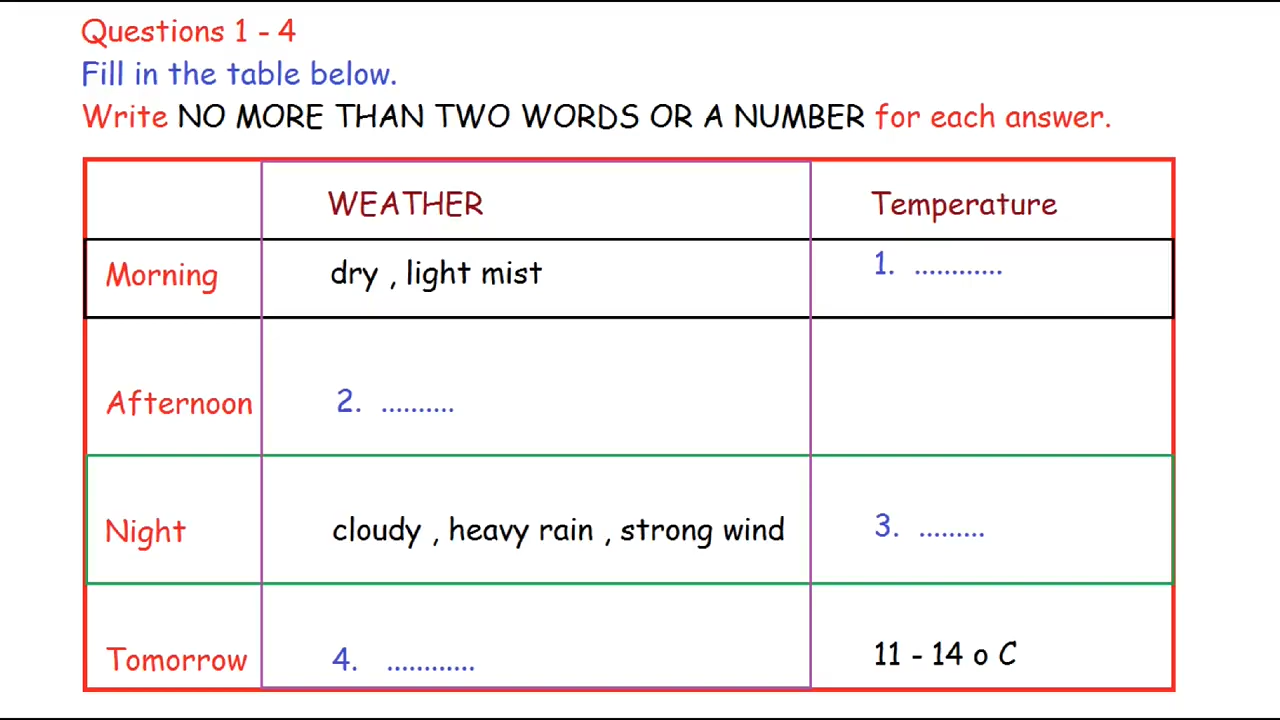 Questions 1 - 4
Fill in the table below.
Write NO MORE THAN TWO WORDS OR A NUMBER for each answer.
WEATHER Temperature
Morning dry , light mist 1. ............
Afternoon 2. ..........
Night cloudy , heavy rain , strong wind 3. .........
Tomorrow 4. ............ 11 - 14 o C